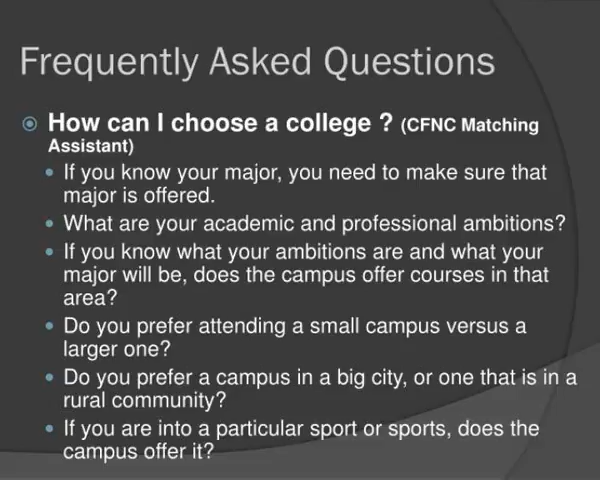 Frequently Asked Questions
How can I choose a college ? (CFNC Matching
Assistant)
If you know your major, you need to make sure that
major is offered.
What are your academic and professional ambitions?
If you know what your ambitions are and what your
major will be, does the campus offer courses in that
area?
Do you prefer attending a small campus versus a
larger one?
Do you prefer a campus in a big city, or one that is in a
rural community?
If you are into a particular sport or sports, does the
campus offer it?